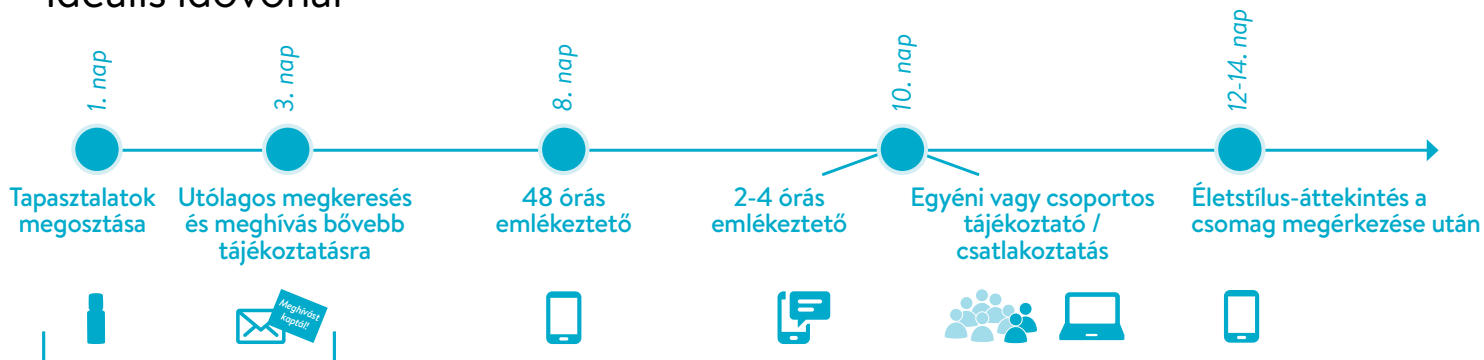 Ideális idővonal
1. nap
3. nap
8. nap
10. nap
12-14. nap
Tapasztalatok
megosztása
Utólagos megkeresés
és meghívás bővebb
tájékoztatásra
48 órás
emlékeztető
2-4 órás
emlékeztető
Egyéni vagy csoportos
tájékoztató /
csatlakoztatás
Életstílus-áttekintés a
csomag megérkezése után
Meghívást
kaptál!